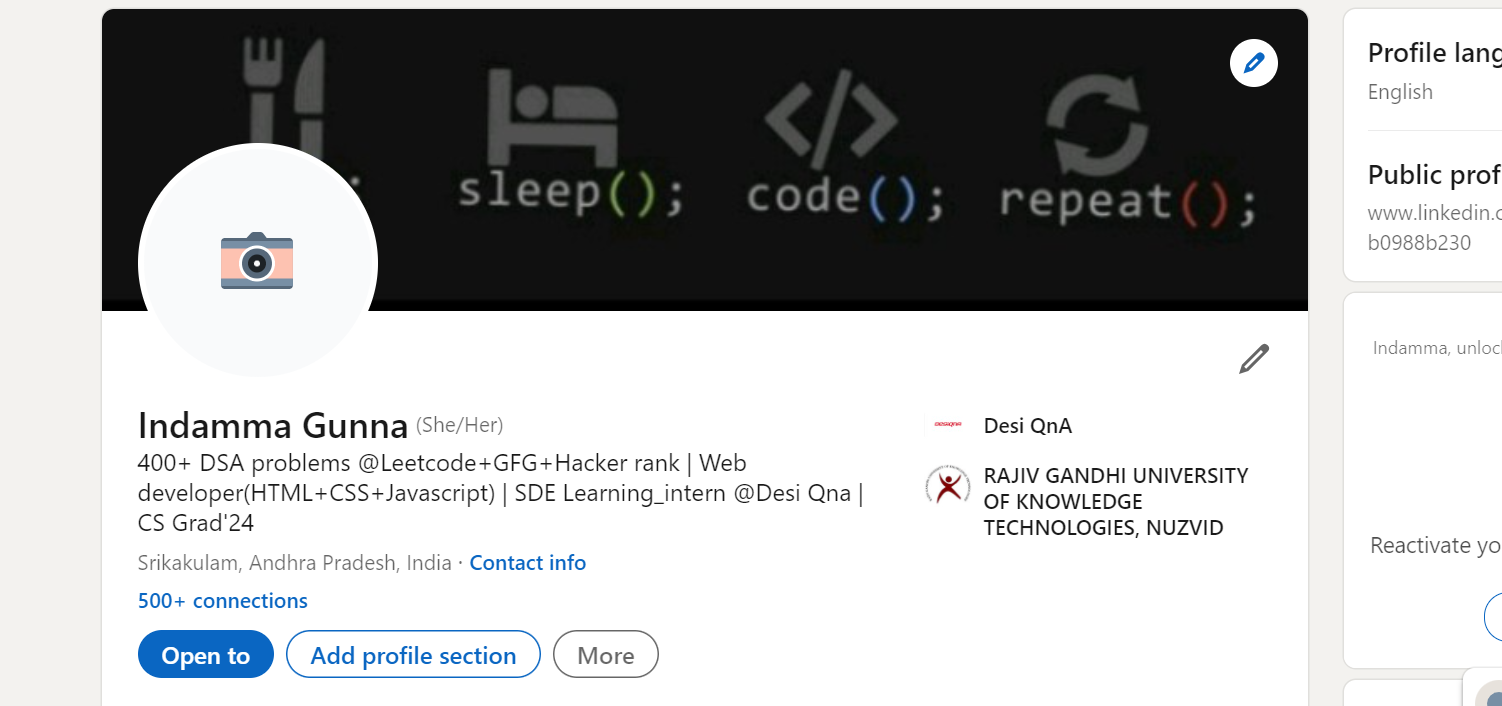 sleep();
code();
repeat();
;
Indamma Gunna (She/Her)
400+ DSA problems @Leetcode+GFG+Hacker rank | Web
developer(HTML+CSS+Javascript) | SDE Learning_intern @Desi Qna |
CS Grad'24
Srikakulam, Andhra Pradesh, India · Contact info
500+ connections
Open to
Add profile section
More
DESIQNA
Desi QnA
RAJIV GANDHI UNIVERSITY
OF KNOWLEDGE
TECHNOLOGIES, NUZVID
Profile lang
English
Public prof
www.linkedin.c
b0988b230
Indamma, unloc
Reactivate yo